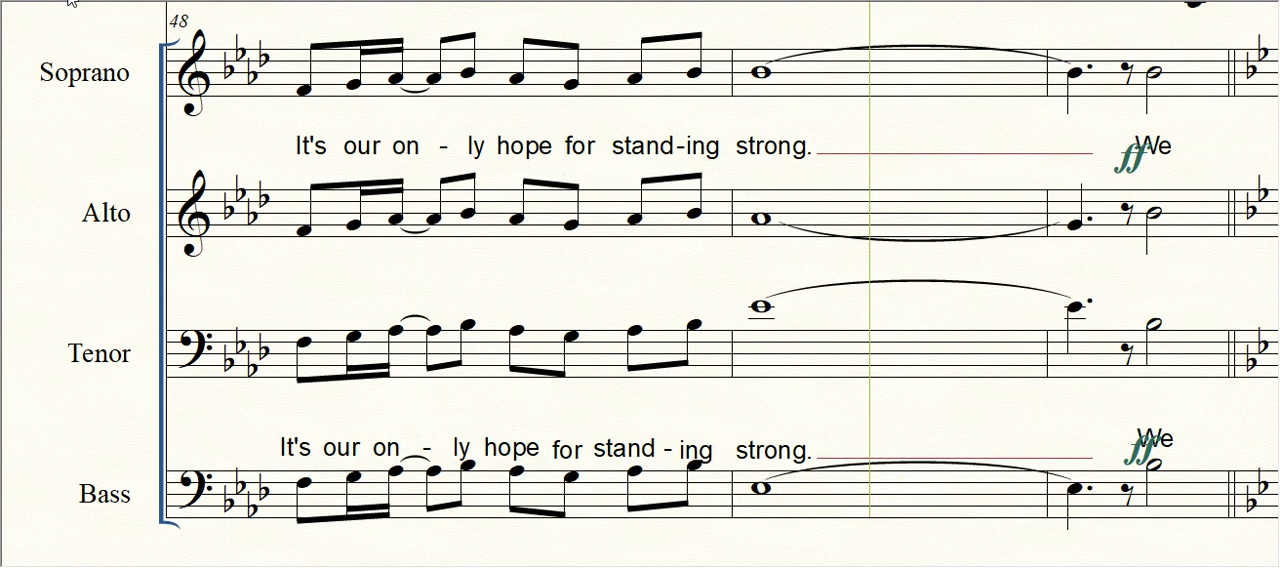 48
Soprano
It's our on - ly hope for stand-ing strong. ff We
Alto
Tenor
It's our on - ly hope for stand - ing strong. ff We
Bass